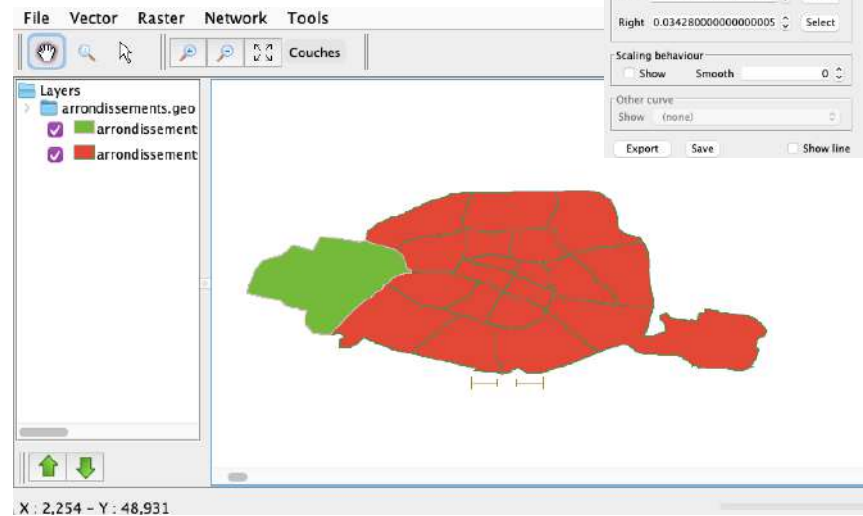 File Vector Raster Network Tools
Couches
Layers
arrondissements.geo
arrondissement
arrondissement
Right 0.034280000000000005 Select
Scaling behaviour
Show Smooth 0
Other curve
Show (none)
Export Save Show line
X : 2,254 - Y : 48,931